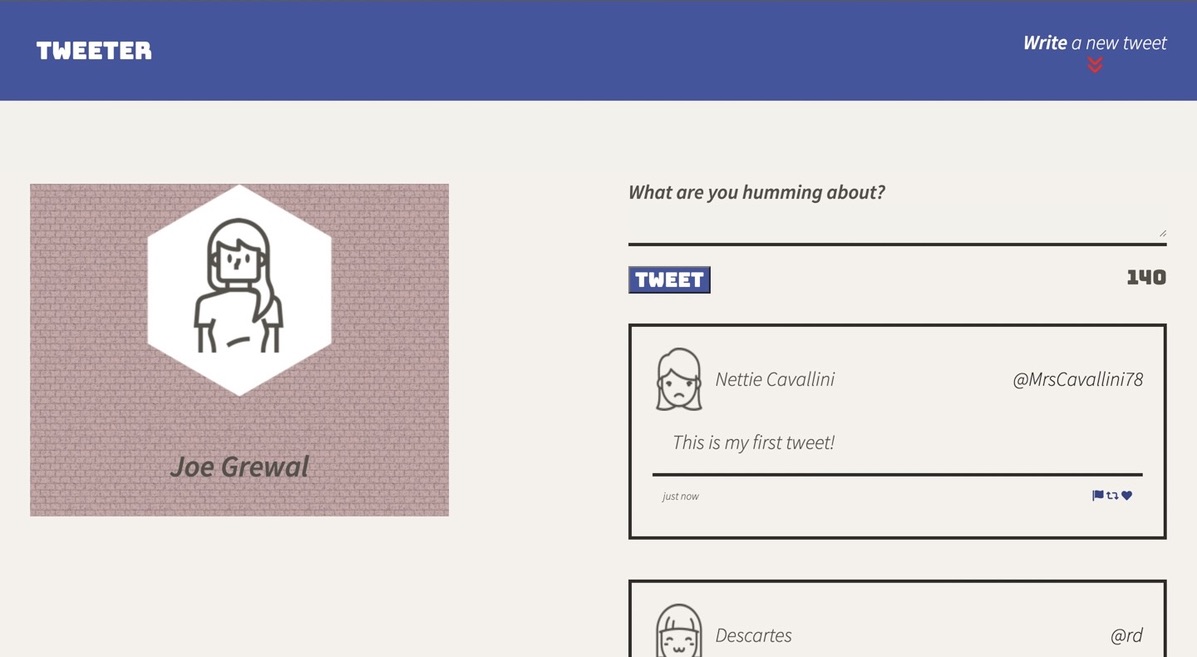 TWEETER
Write a new tweet
Joe Grewal
What are you humming about?
TWEET
140
Nettie Cavallini
@MrsCavallini78
This is my first tweet!
just now
Descartes
@rd